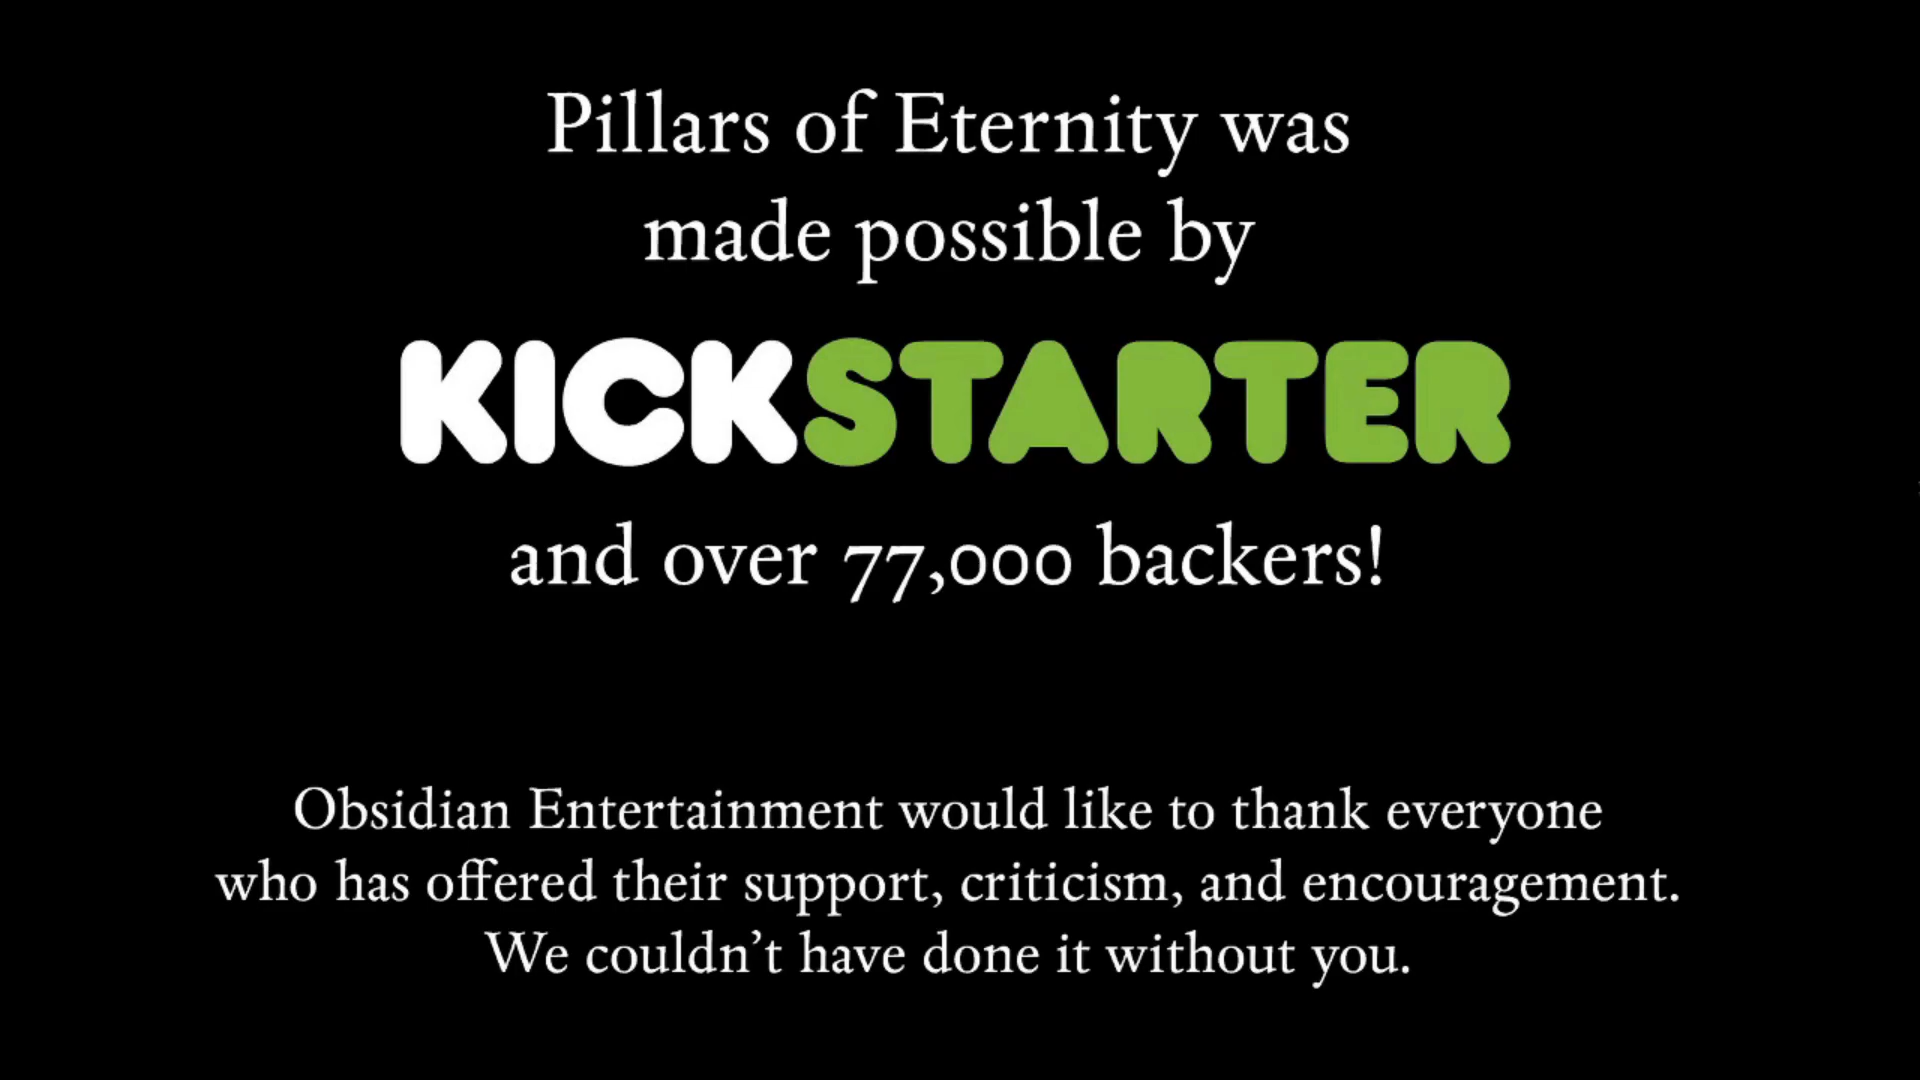 Pillars of Eternity was
made possible by
KICKSTARTER
and over 77,000 backers!
Obsidian Entertainment would like to thank everyone
who has offered their support, criticism, and encouragement.
We couldn’t have done it without you.